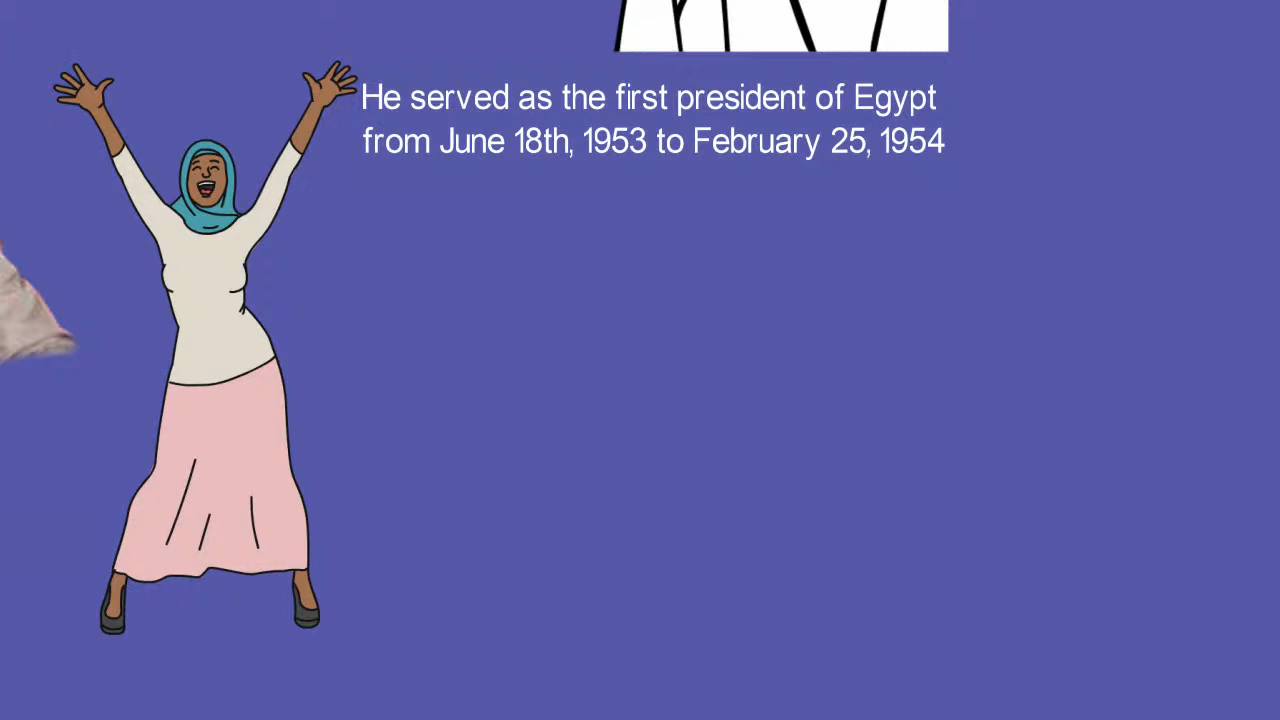 He served as the first president of Egypt
from June 18th, 1953 to February 25, 1954